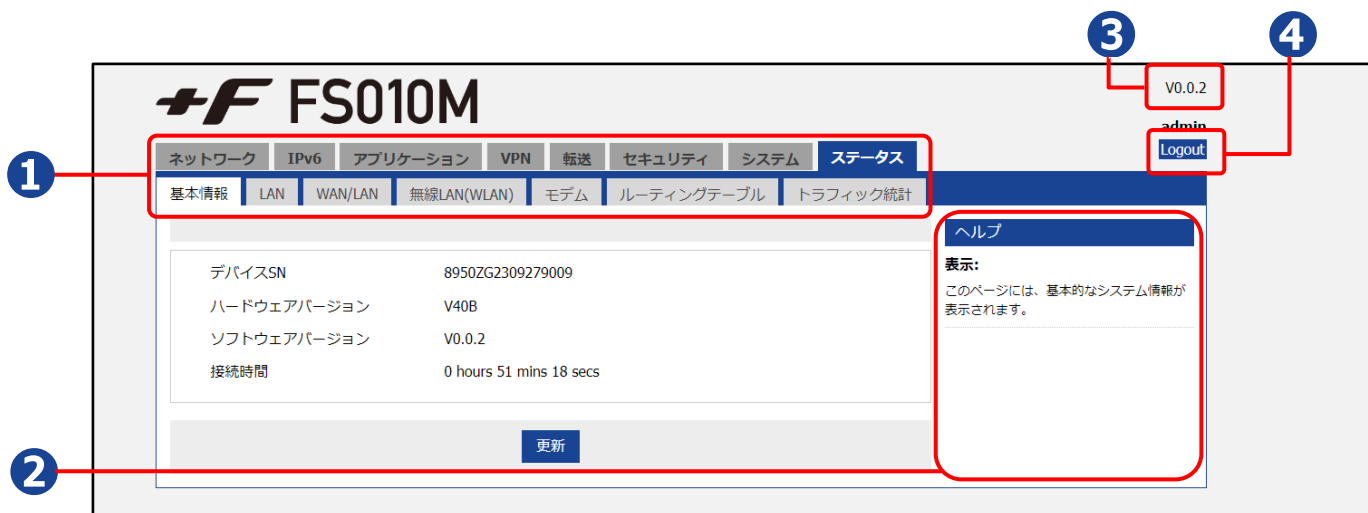 3 4
+F FS010M
V0.0.2
admin
Logout
1
ネットワーク IPv6 アプリケーション VPN 転送 セキュリティ システム ステータス
基本情報 LAN WAN/LAN 無線LAN(WLAN) モデム ルーティングテーブル トラフィック統計
デバイスSN 8950ZG2309279009
ハードウェアバージョン V40B
ソフトウェアバージョン V0.0.2
接続時間 0 hours 51 mins 18 secs
更新
ヘルプ
表示:
このページには、基本的なシステム情報が
表示されます。
2